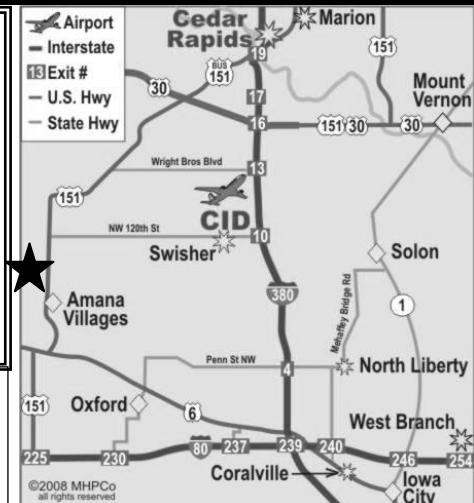 Airport
Interstate
13 Exit #
U.S. Hwy
State Hwy
Cedar
Rapids
Marion
19
BUS
151
151
30
17
Mount
Vernon
16
151 30
30
Wright Bros Blvd
13
151
CID
NW 120th St
10
Swisher
Solon
380
Mehaffey Bridge Rd
1
Amana
Villages
Penn St NW
4
North Liberty
151
Oxford
6
West Branch
225
230
80
237
239
240
246
254
Coralville
Iowa
City
©2008 MHPCo
all rights reserved